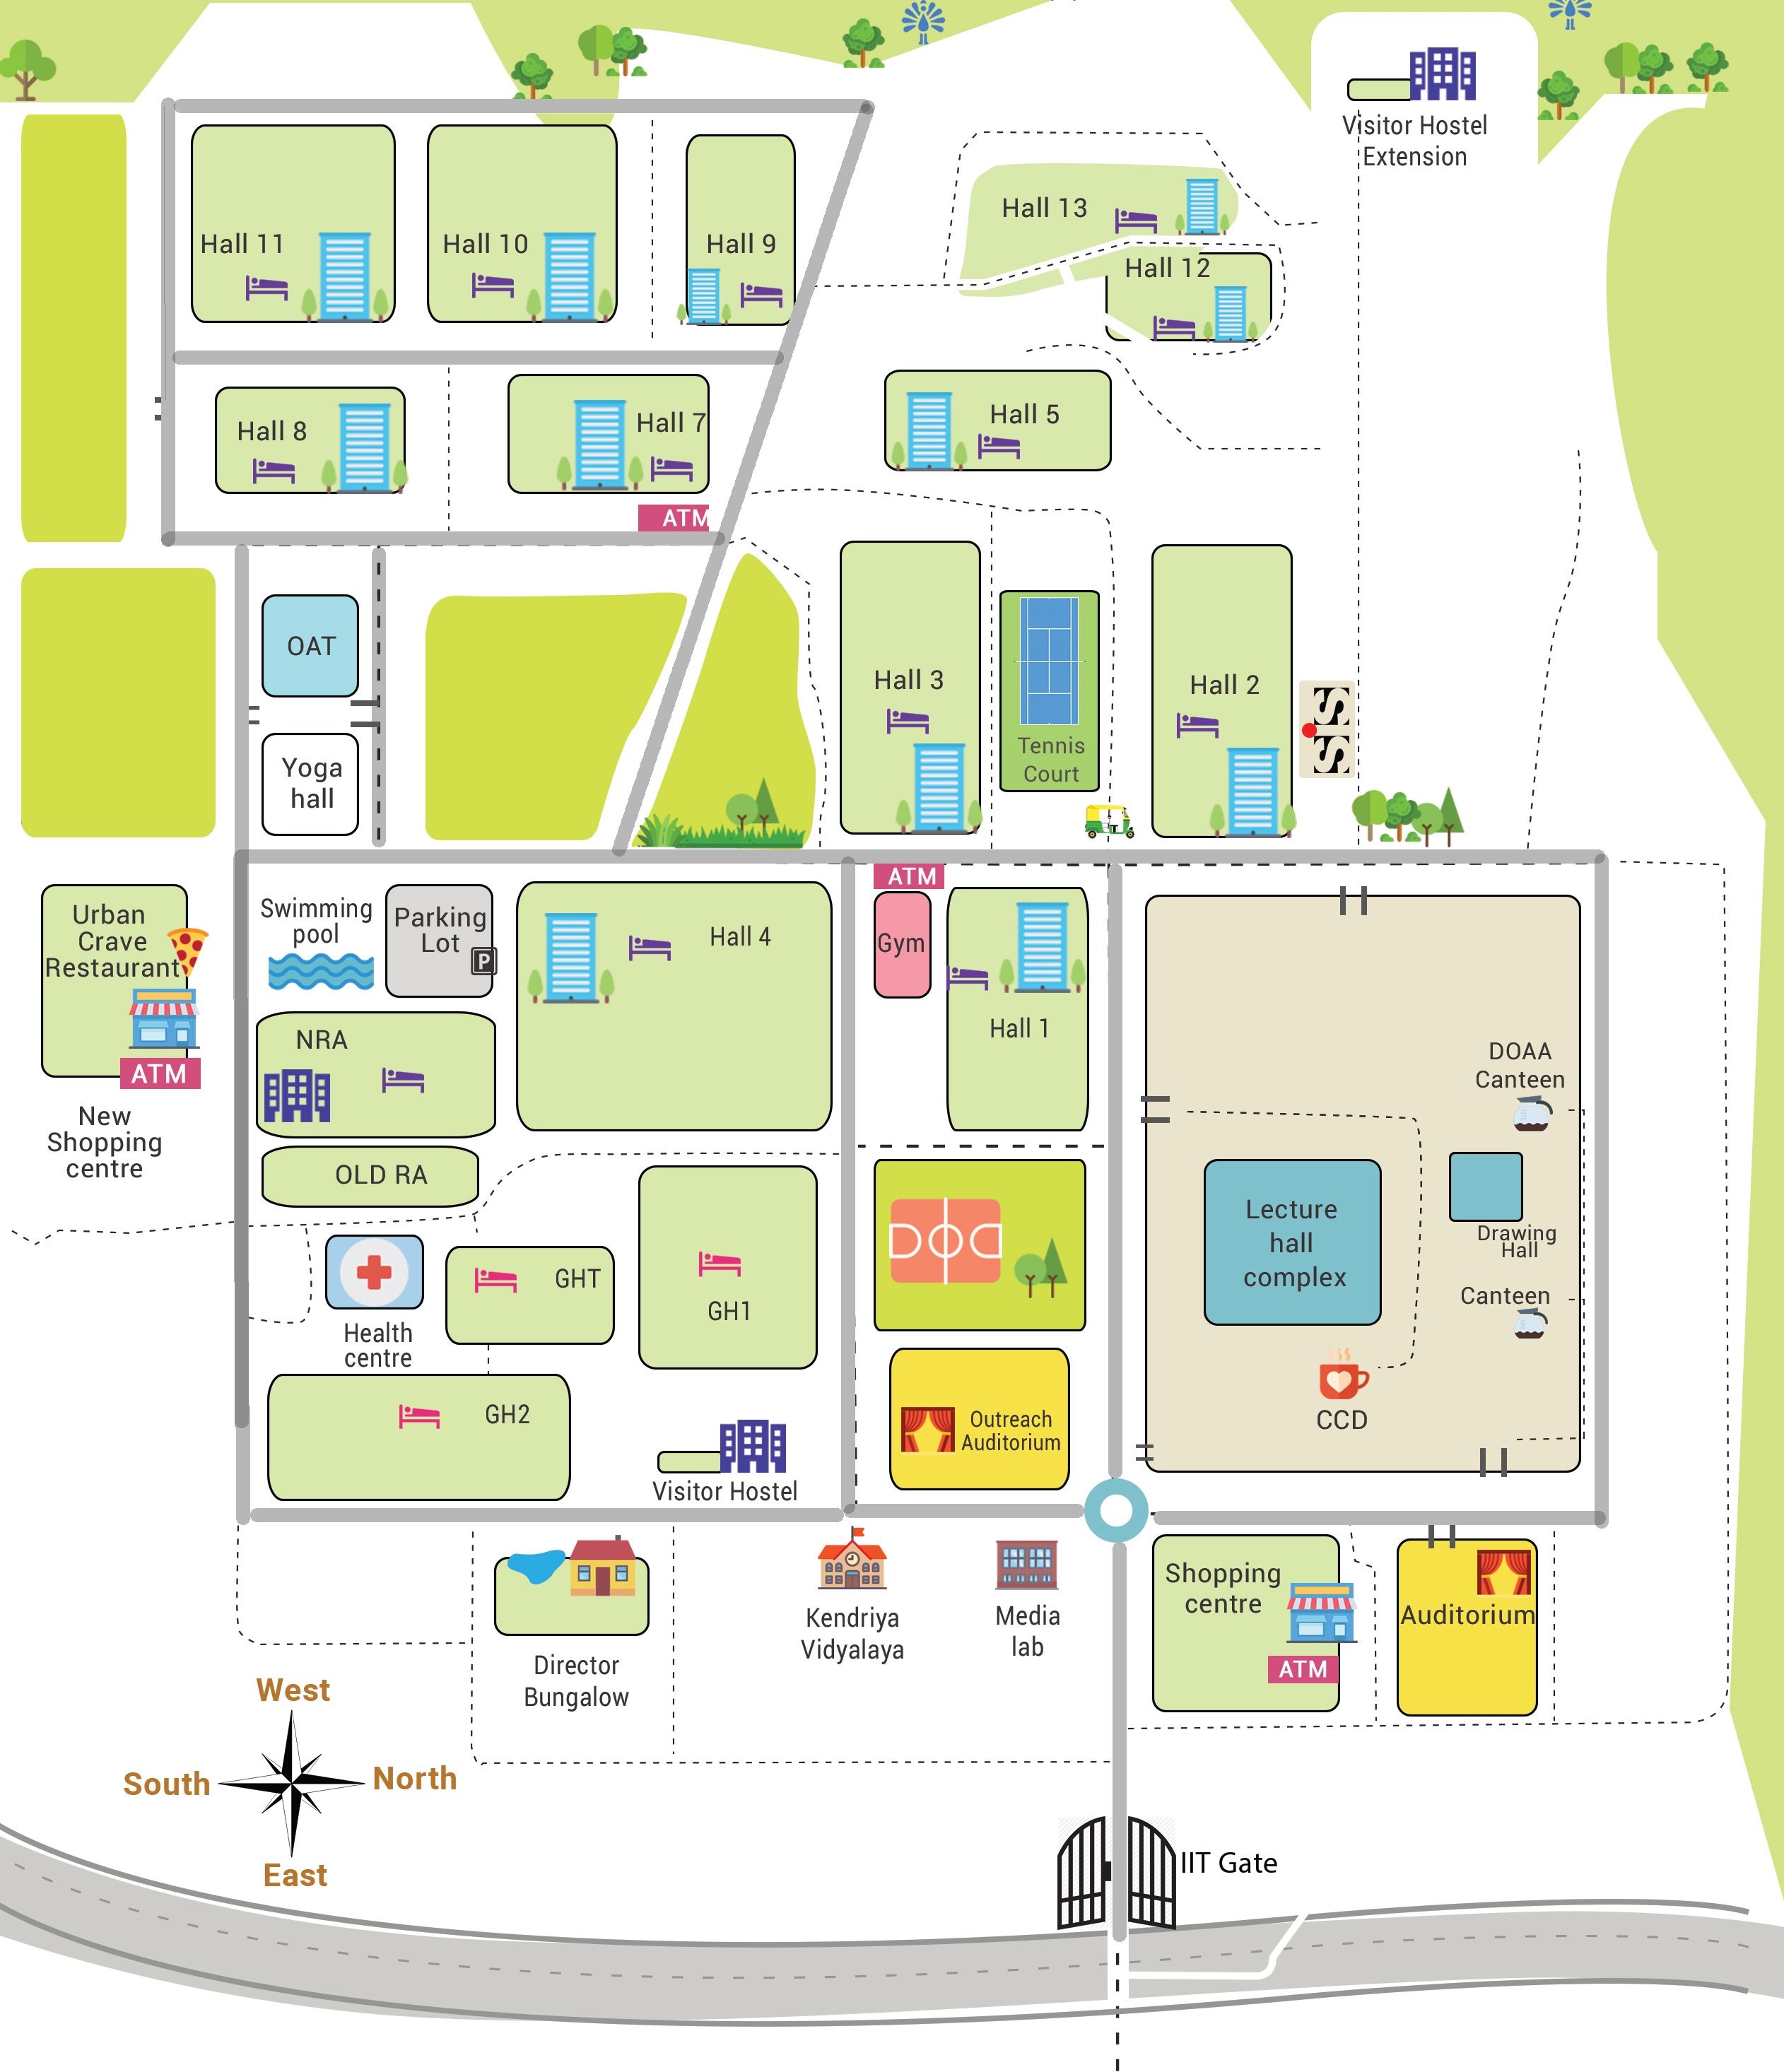 Visitor Hostel
Extension
Hall 13
Hall 11
Hall 10
Hall 9
Hall 12
Hall 8
Hall 7
Hall 5
ATM
OAT
Hall 3
Hall 2
SIS
Tennis
Court
Yoga
hall
ATM
Urban
Crave
Restaurant
Swimming
pool
Parking
Lot
P
Hall 4
Gym
Hall 1
NRA
DOAA
Canteen
ATM
New
Shopping
centre
OLD RA
Lecture
hall
complex
Drawing
Hall
GHT
GH1
Canteen
Health
centre
GH2
Outreach
Auditorium
CCD
Visitor Hostel
Shopping
centre
Auditorium
Kendriya
Vidyalaya
Media
lab
Director
Bungalow
ATM
West
South
North
East
IIT Gate